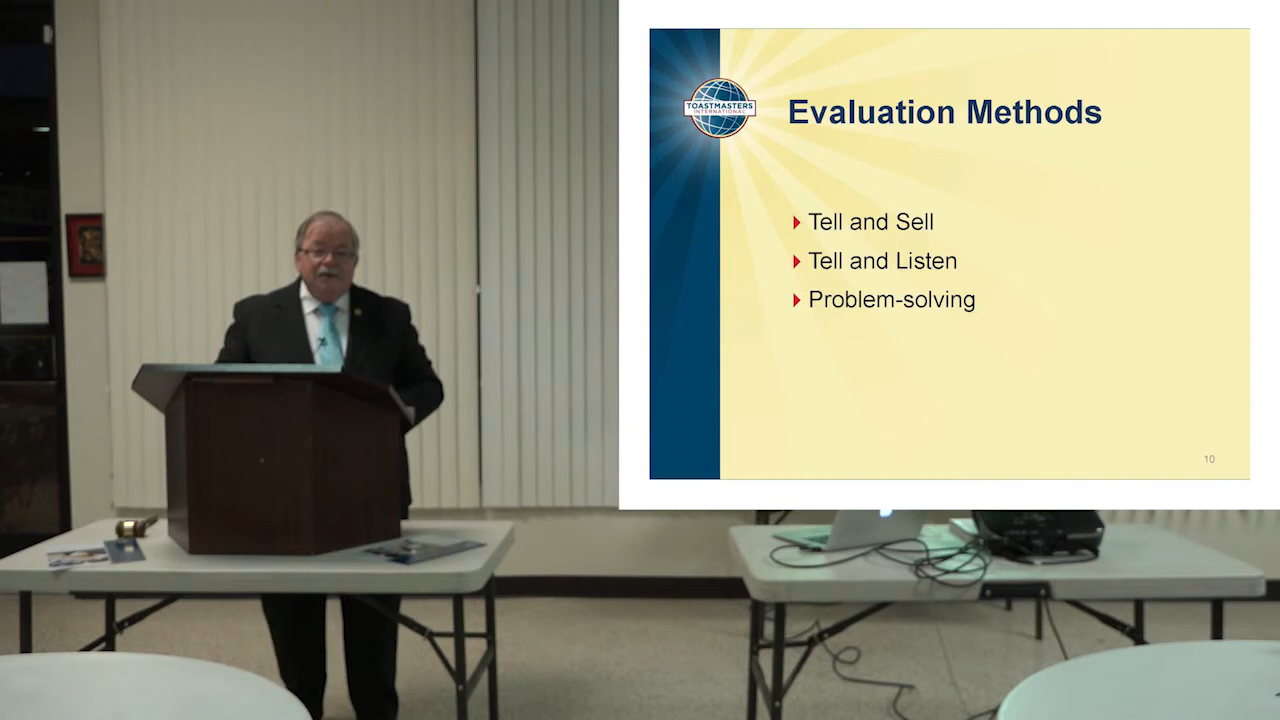 TOASTMASTERS
INTERNATIONAL
Evaluation Methods
Tell and Sell
Tell and Listen
Problem-solving
10